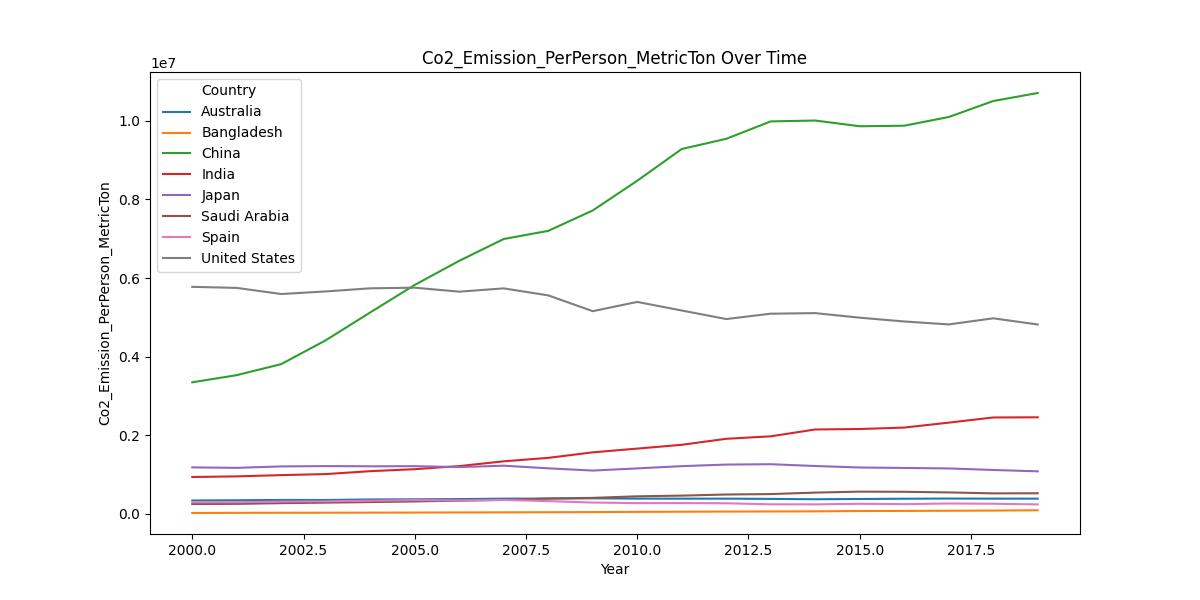 Co2_Emission_PerPerson_MetricTon Over Time
1e7
Country
Australia
Bangladesh
China
India
Japan
Saudi Arabia
Spain
United States
Co2_Emission_PerPerson_MetricTon
1.0
0.8
0.6
0.4
0.2
0.0
2000.0 2002.5 2005.0 2007.5 2010.0 2012.5 2015.0 2017.5
Year